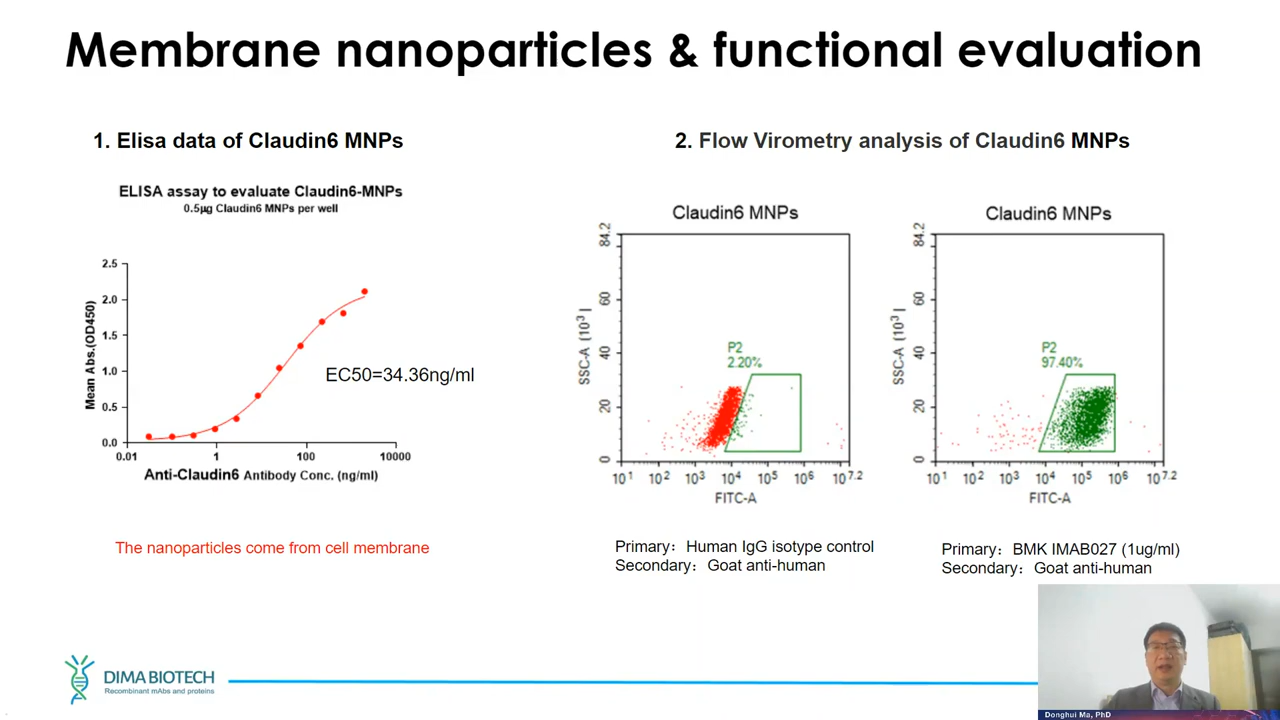 Membrane nanoparticles & functional evaluation
1. Elisa data of Claudin6 MNPs
ELISA assay to evaluate Claudin6-MNPs
0.5µg Claudin6 MNPs per well
2.5
2.0
1.5
1.0
0.5
0.0
Mean Abs.(OD450)
0.01
1
100
10000
Anti-Claudin6 Antibody Conc. (ng/ml)
EC50=34.36ng/ml
The nanoparticles come from cell membrane
2. Flow Virometry analysis of Claudin6 MNPs
Claudin6 MNPs
84.2
60
40
20
0
SSC-A (10³)
P2
2.20%
10¹ 10² 10³ 10⁴ 10⁵ 10⁶ 10⁷·²
FITC-A
Primary：Human IgG isotype control
Secondary：Goat anti-human
Claudin6 MNPs
84.2
60
40
20
0
SSC-A (10³)
P2
97.40%
10¹ 10² 10³ 10⁴ 10⁵ 10⁶ 10⁷·²
FITC-A
Primary：BMK IMAB027 (1ug/ml)
Secondary：Goat anti-human
DIMA BIOTECH
Recombinant mAbs and proteins
Donghui Ma, PhD